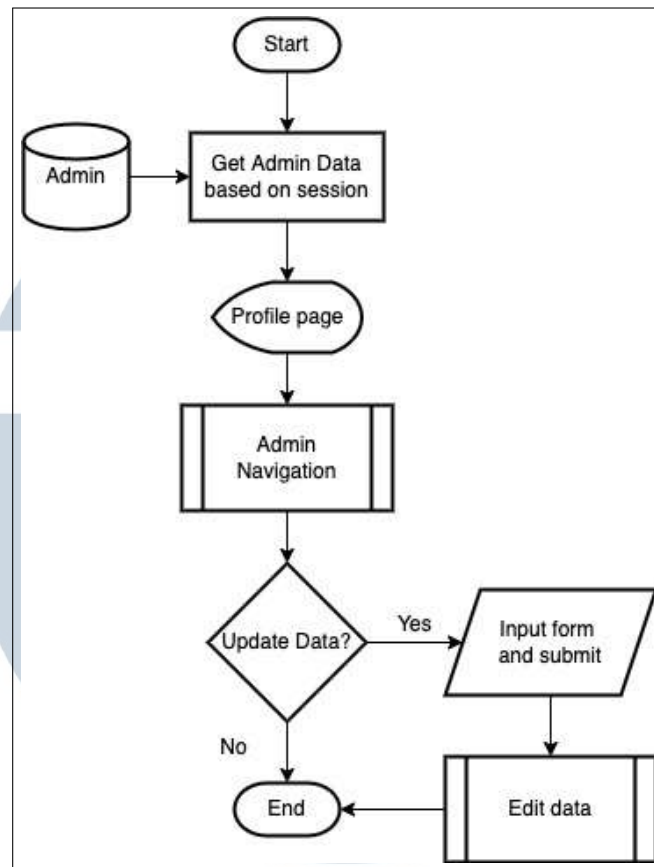 Start
Admin
Get Admin Data
based on session
Profile page
Admin
Navigation
Update Data?
Yes
Input form
and submit
No
End
Edit data